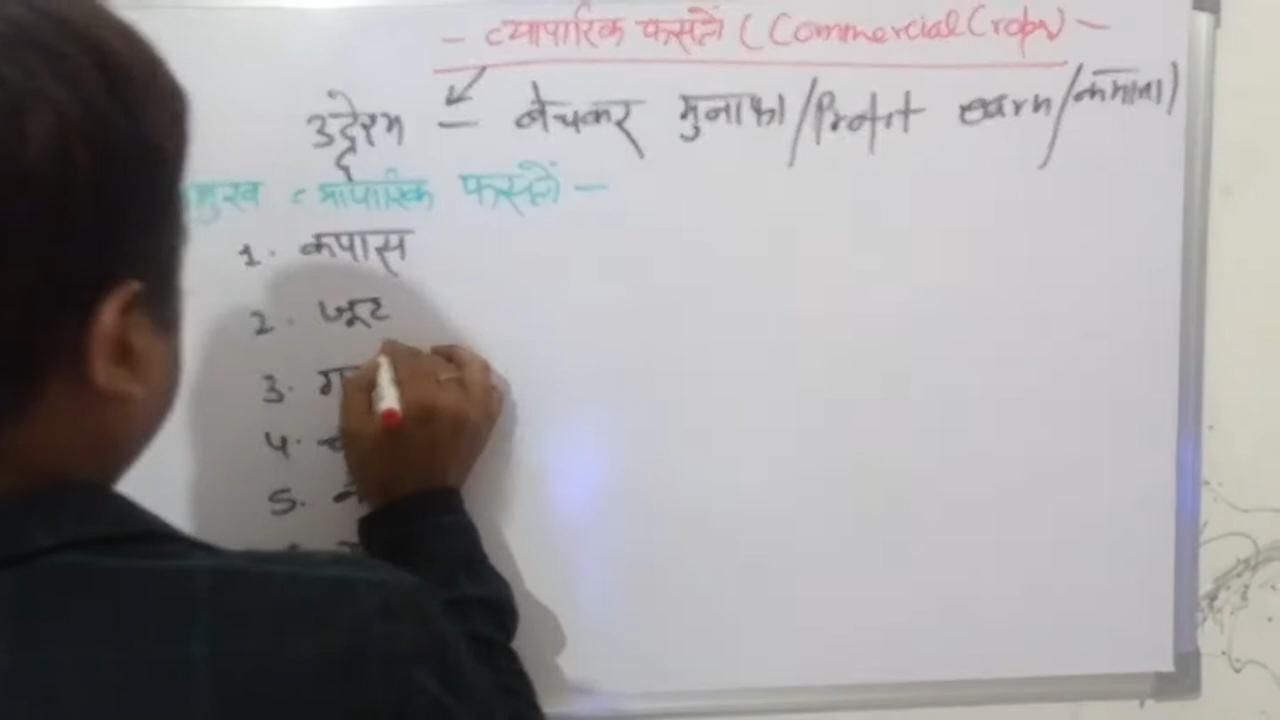 - व्यापारिक फसलें (Commercial Crops) -
उद्देश्य - बेचकर मुनाफा/Profit earn/कमाना)
व्यापारिक फसलें -
1. कपास
2. जूट
3.
4.
5.